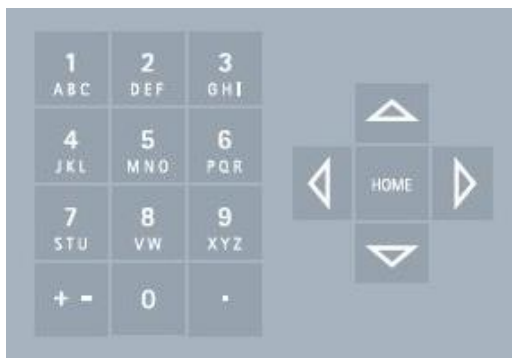 1 2 3
ABC DEF GHI
4 5 6
JKL MNO PQR
7 8 9
STU VW XYZ
+ - 0 .
HOME